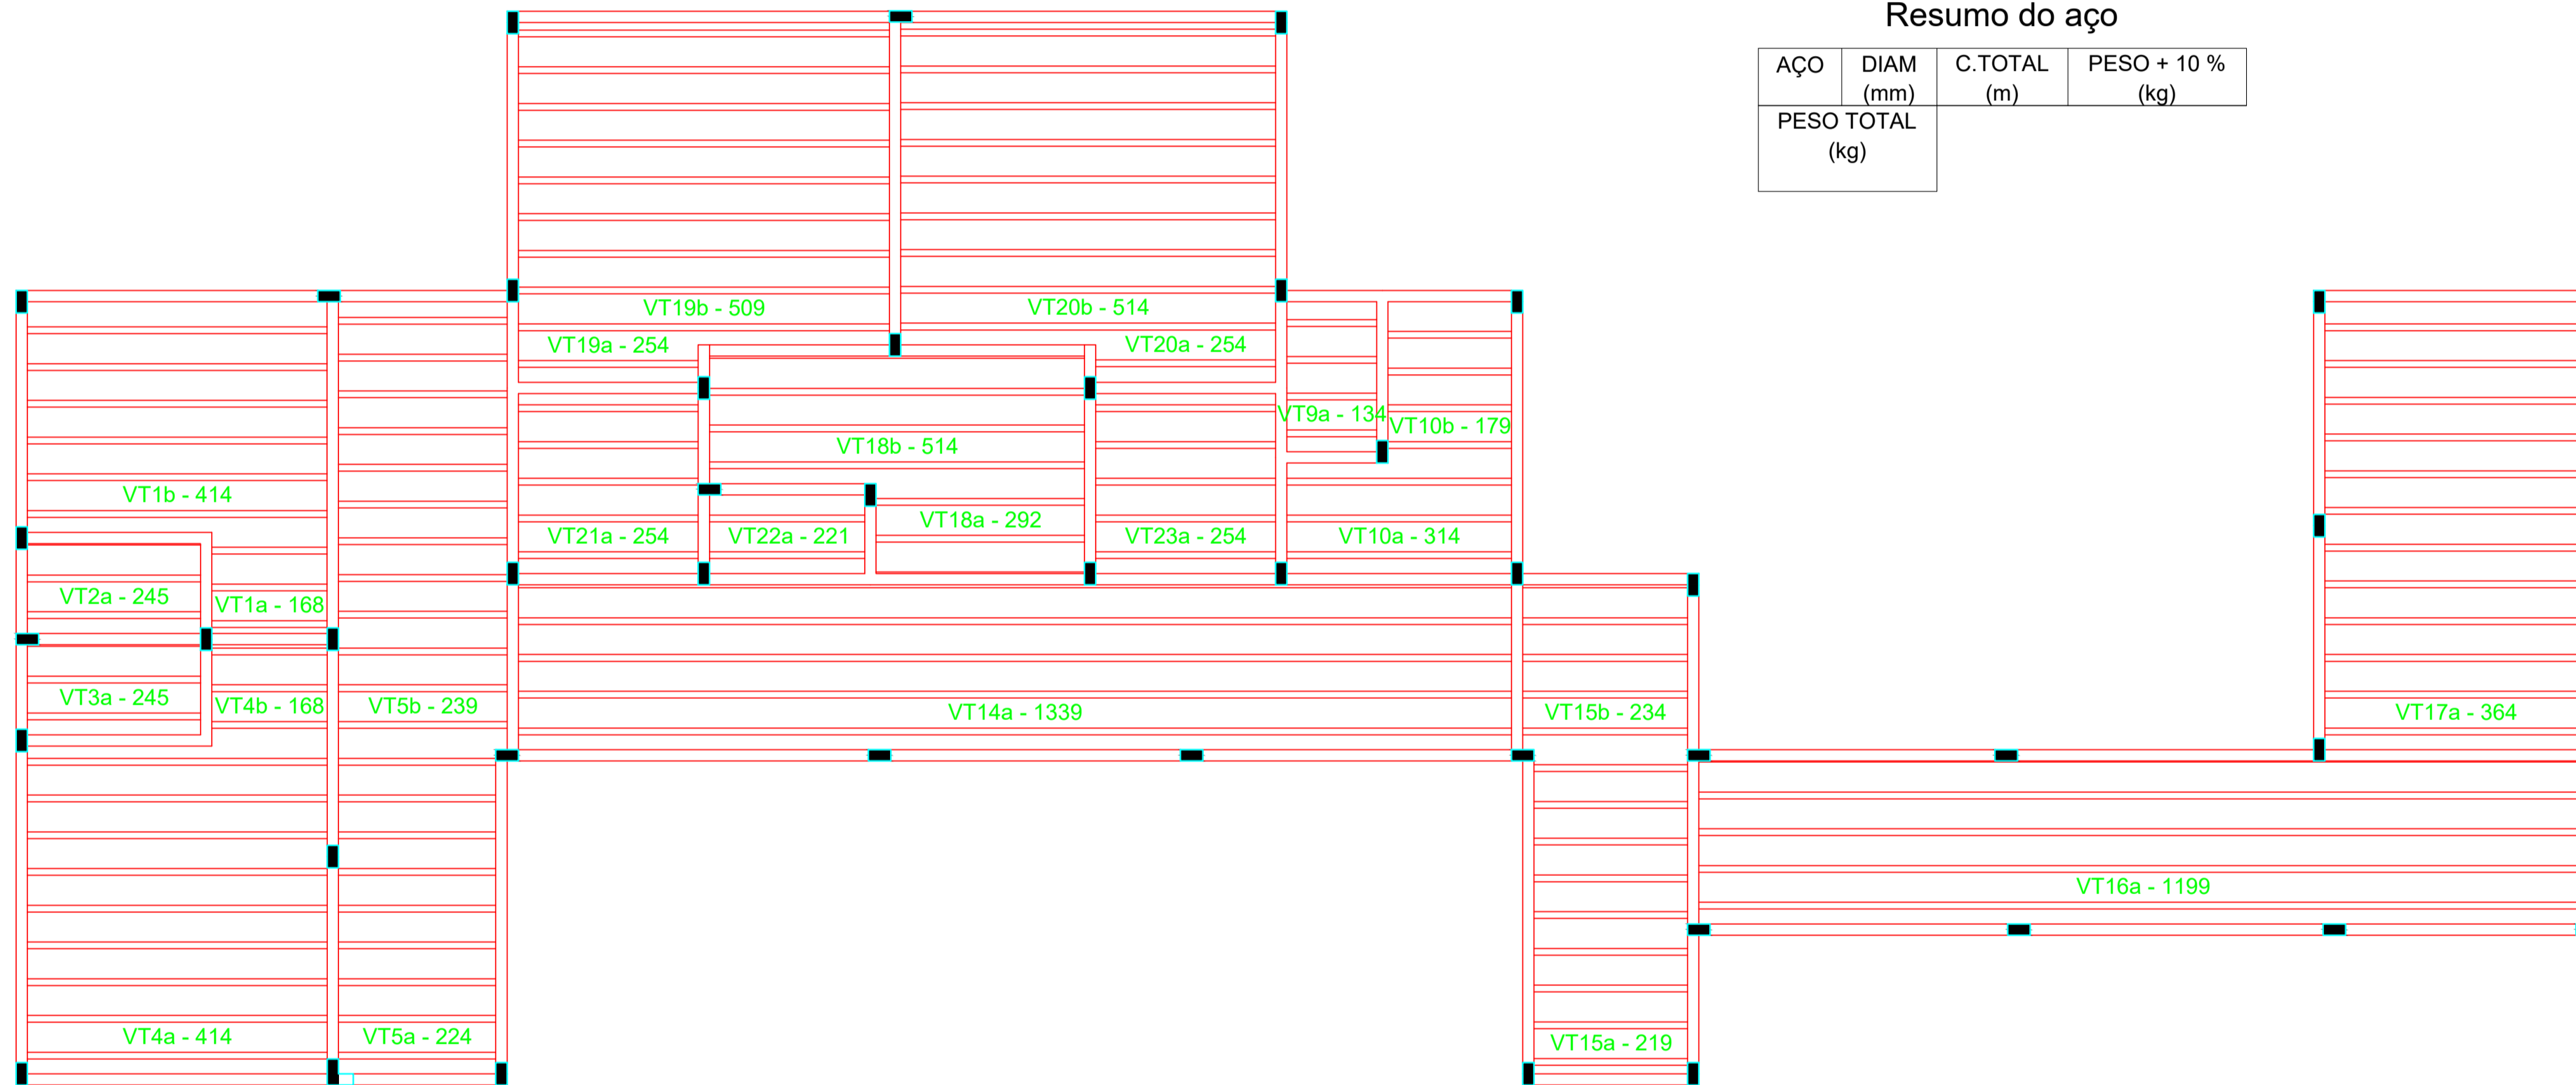 Resumo do aço
AÇO DIAM C.TOTAL PESO + 10 %
(mm) (m) (kg)
PESO TOTAL
(kg)
VT19b - 509
VT20b - 514
VT19a - 254
VT20a - 254
VT9a - 134
VT10b - 179
VT18b - 514
VT1b - 414
VT18a - 292
VT21a - 254
VT22a - 221
VT23a - 254
VT10a - 314
VT2a - 245
VT1a - 168
VT3a - 245
VT4b - 168
VT5b - 239
VT14a - 1339
VT15b - 234
VT17a - 364
VT16a - 1199
VT4a - 414
VT5a - 224
VT15a - 219